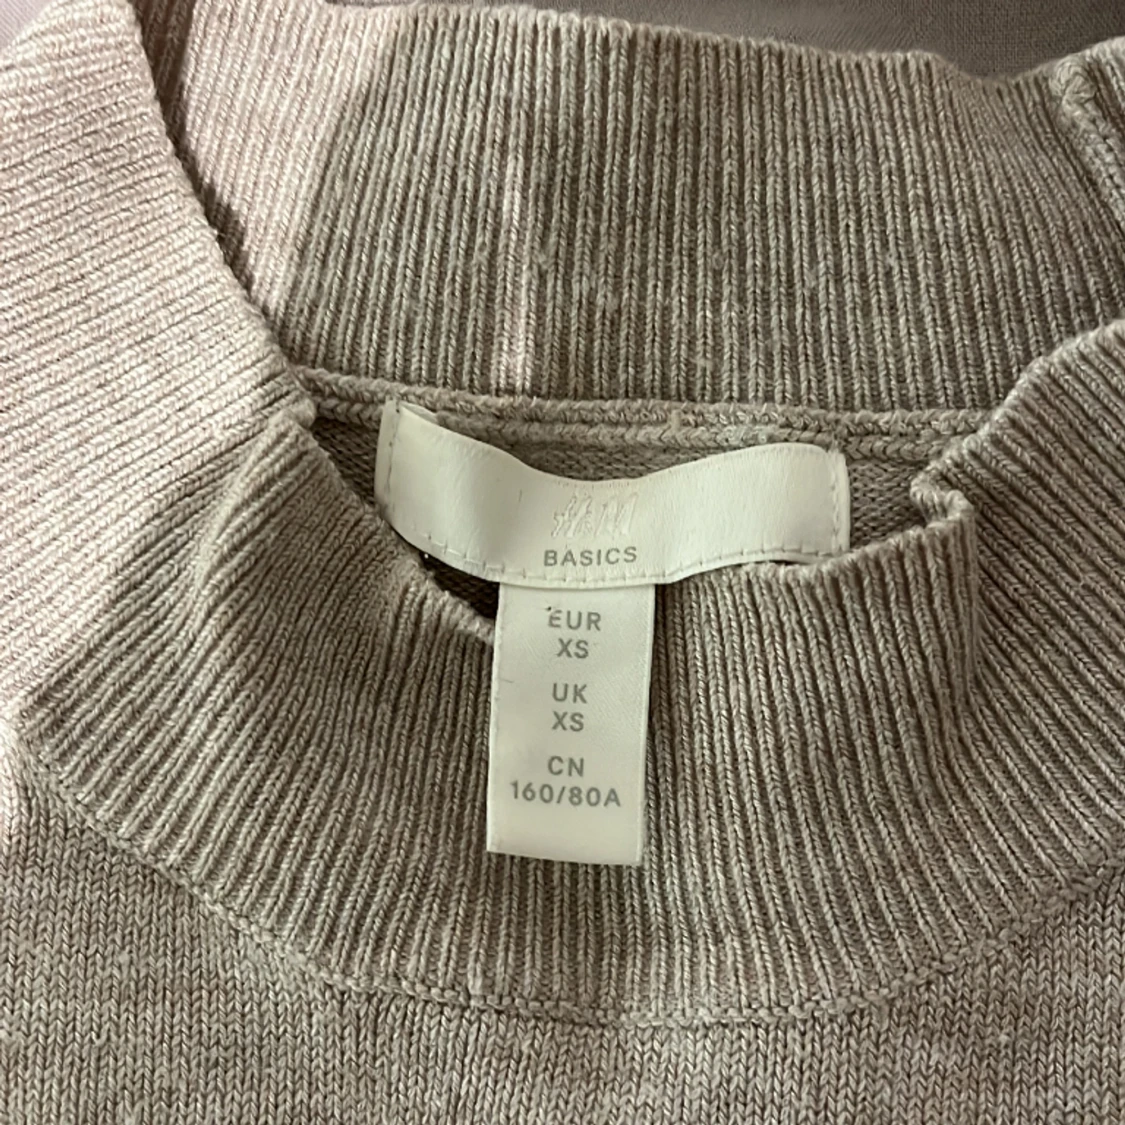 H&M
BASICS
EUR
XS
UK
XS
CN
160/80A